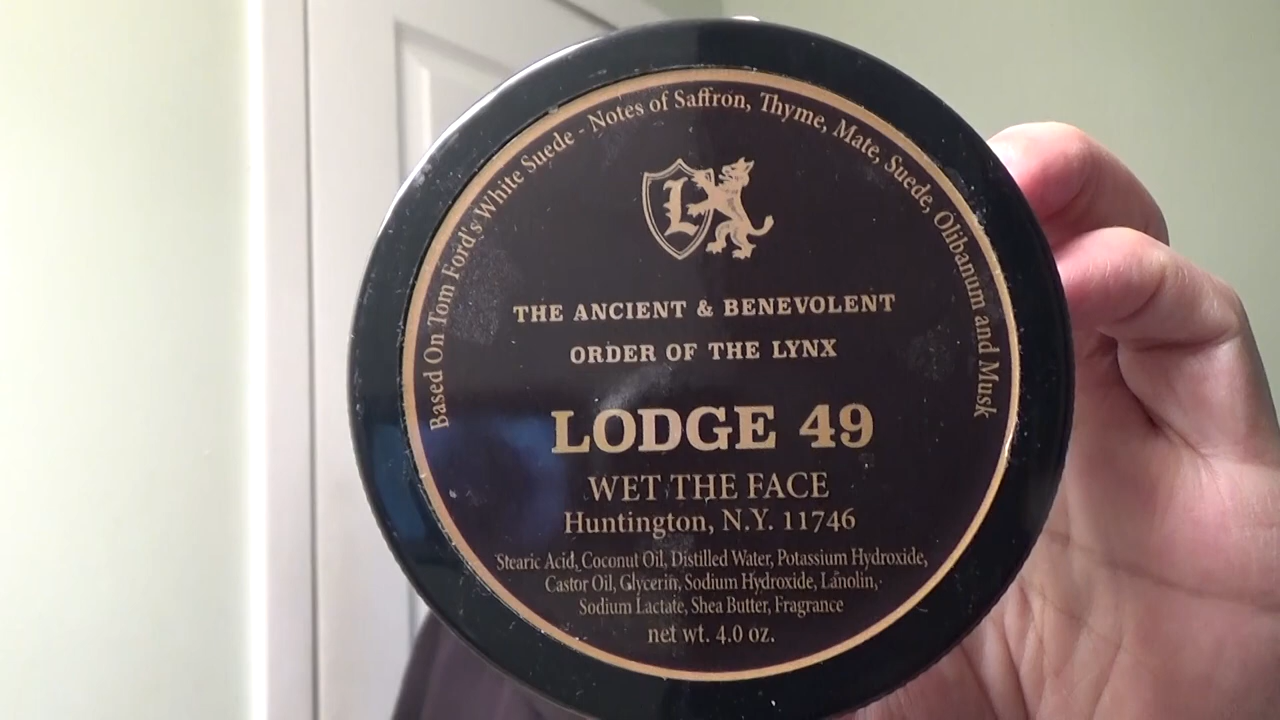 Based On Tom Ford's White Suede - Notes of Saffron, Thyme, Mate, Suede, Olibanum and Musk
L
THE ANCIENT & BENEVOLENT
ORDER OF THE LYNX
LODGE 49
WET THE FACE
Huntington, N.Y. 11746
Stearic Acid, Coconut Oil, Distilled Water, Potassium Hydroxide,
Castor Oil, Glycerin, Sodium Hydroxide, Lanolin,
Sodium Lactate, Shea Butter, Fragrance
net wt. 4.0 oz.